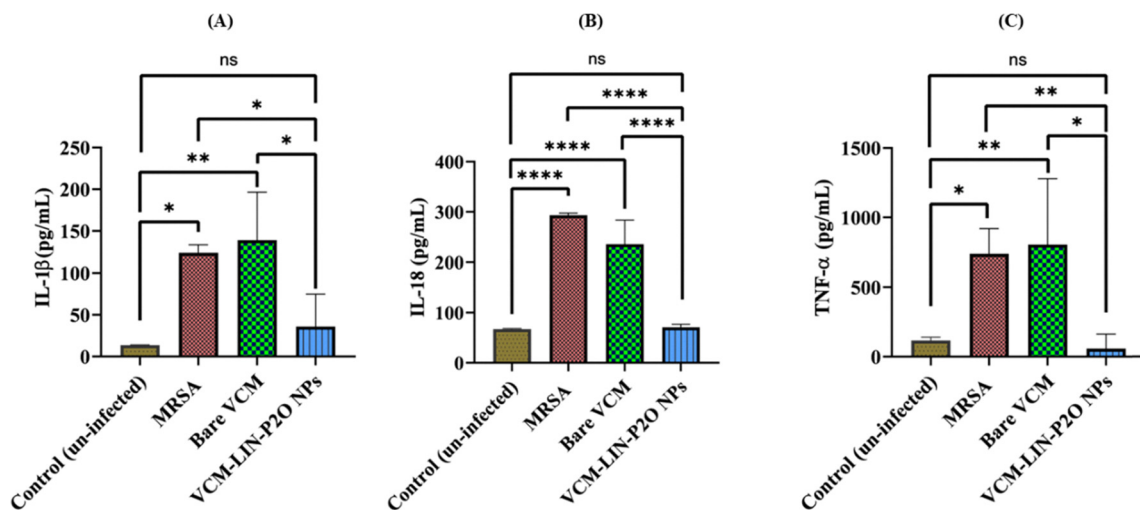 (A)
ns
*
**
*
*
IL-1β(pg/mL)
250
200
150
100
50
0
Control (un-infected)
MRSA
Bare VCM
VCM-LIN-P2O NPs
(B)
ns
****
****
****
****
IL-18 (pg/mL)
400
300
200
100
0
Control (un-infected)
MRSA
Bare VCM
VCM-LIN-P2O NPs
(C)
ns
**
*
**
*
TNF-α (pg/mL)
1500
1000
500
0
Control (un-infected)
MRSA
Bare VCM
VCM-LIN-P2O NPs